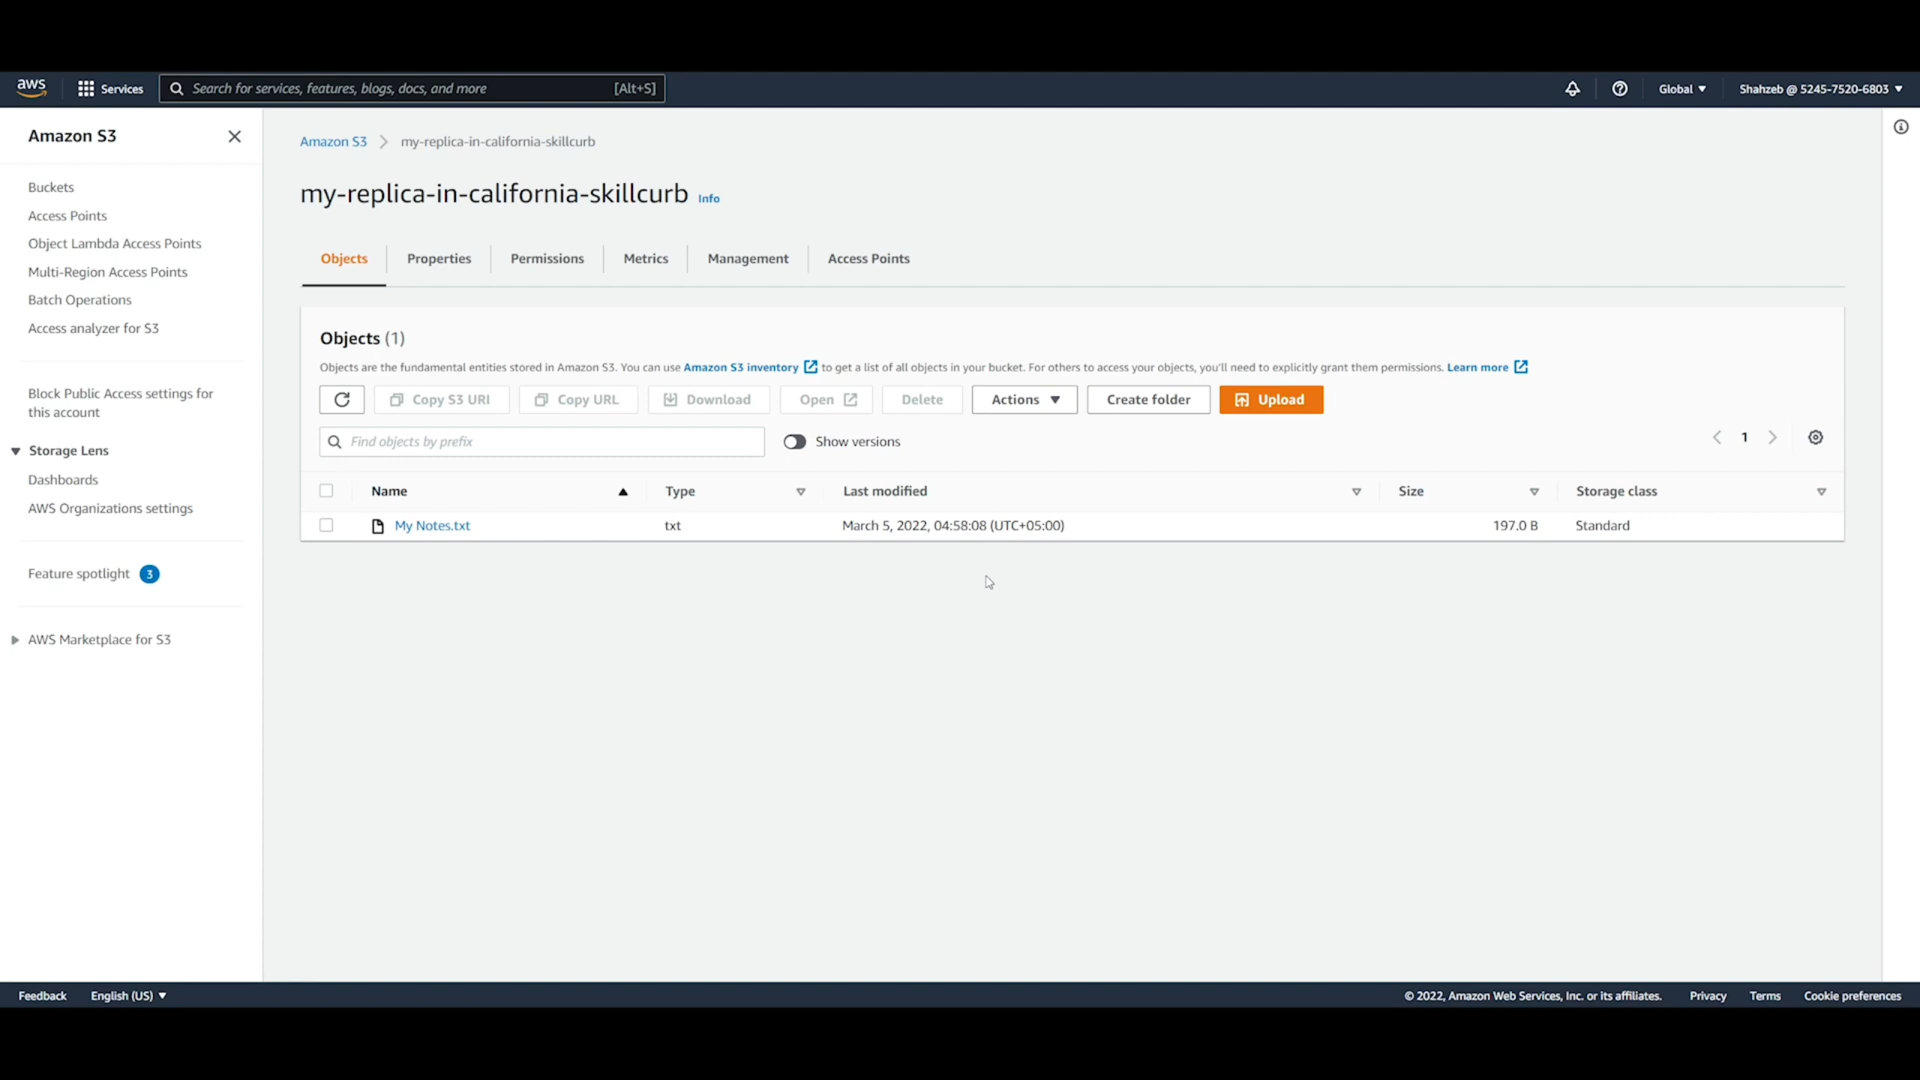 aws Services Search for services, features, blogs, docs, and more [Alt+S] Global Shahzeb @ 5245-7520-6803
Amazon S3
Buckets
Access Points
Object Lambda Access Points
Multi-Region Access Points
Batch Operations
Access analyzer for S3
Block Public Access settings for
this account
Storage Lens
Dashboards
AWS Organizations settings
Feature spotlight 3
AWS Marketplace for S3
Amazon S3 my-replica-in-california-skillcurb
my-replica-in-california-skillcurb Info
Objects Properties Permissions Metrics Management Access Points
Objects (1)
Objects are the fundamental entities stored in Amazon S3. You can use Amazon S3 inventory to get a list of all objects in your bucket. For others to access your objects, you'll need to explicitly grant them permissions. Learn more
Copy S3 URI Copy URL Download Open Delete Actions Create folder Upload
Find objects by prefix Show versions 1
Name Type Last modified Size Storage class
My Notes.txt txt March 5, 2022, 04:58:08 (UTC+05:00) 197.0 B Standard
Feedback English (US) © 2022, Amazon Web Services, Inc. or its affiliates. Privacy Terms Cookie preferences